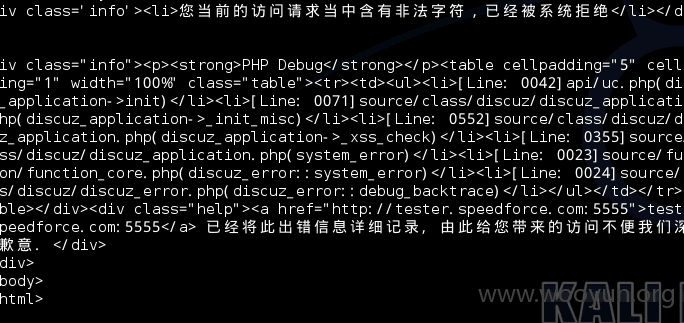 iv class='info'><li>您当前的访问请求当中含有非法字符，已经被系统拒绝</li></d
iv class='info'><p><strong>PHP Debug</strong></p><table cellpadding="5" cell
ing="1" width="100%" class="table"><tr><td><ul><li>[Line: 0042]api/uc.php(di
_application->init)</li><li>[Line: 0071]source/class/discuz/discuz_applicati
hp(discuz_application->_init_misc)</li><li>[Line: 0552]source/class/discuz/d
z_application.php(discuz_application->_xss_check)</li><li>[Line: 0355]source
ss/discuz/discuz_application.php(system_error)</li><li>[Line: 0023]source/fu
on/function_core.php(discuz_error::system_error)</li><li>[Line: 0024]source/
s/discuz/discuz_error.php(discuz_error::debug_backtrace)</li></ul></td></tr>
ble></div><div class="help"><a href="http://tester.speedforce.com:5555">test
speedforce.com:5555</a> 已经将此出错信息详细记录, 由此给您带来的访问不便我们深
歉意. </div>
div>
body>
html>
www.wooyun.org
KALI